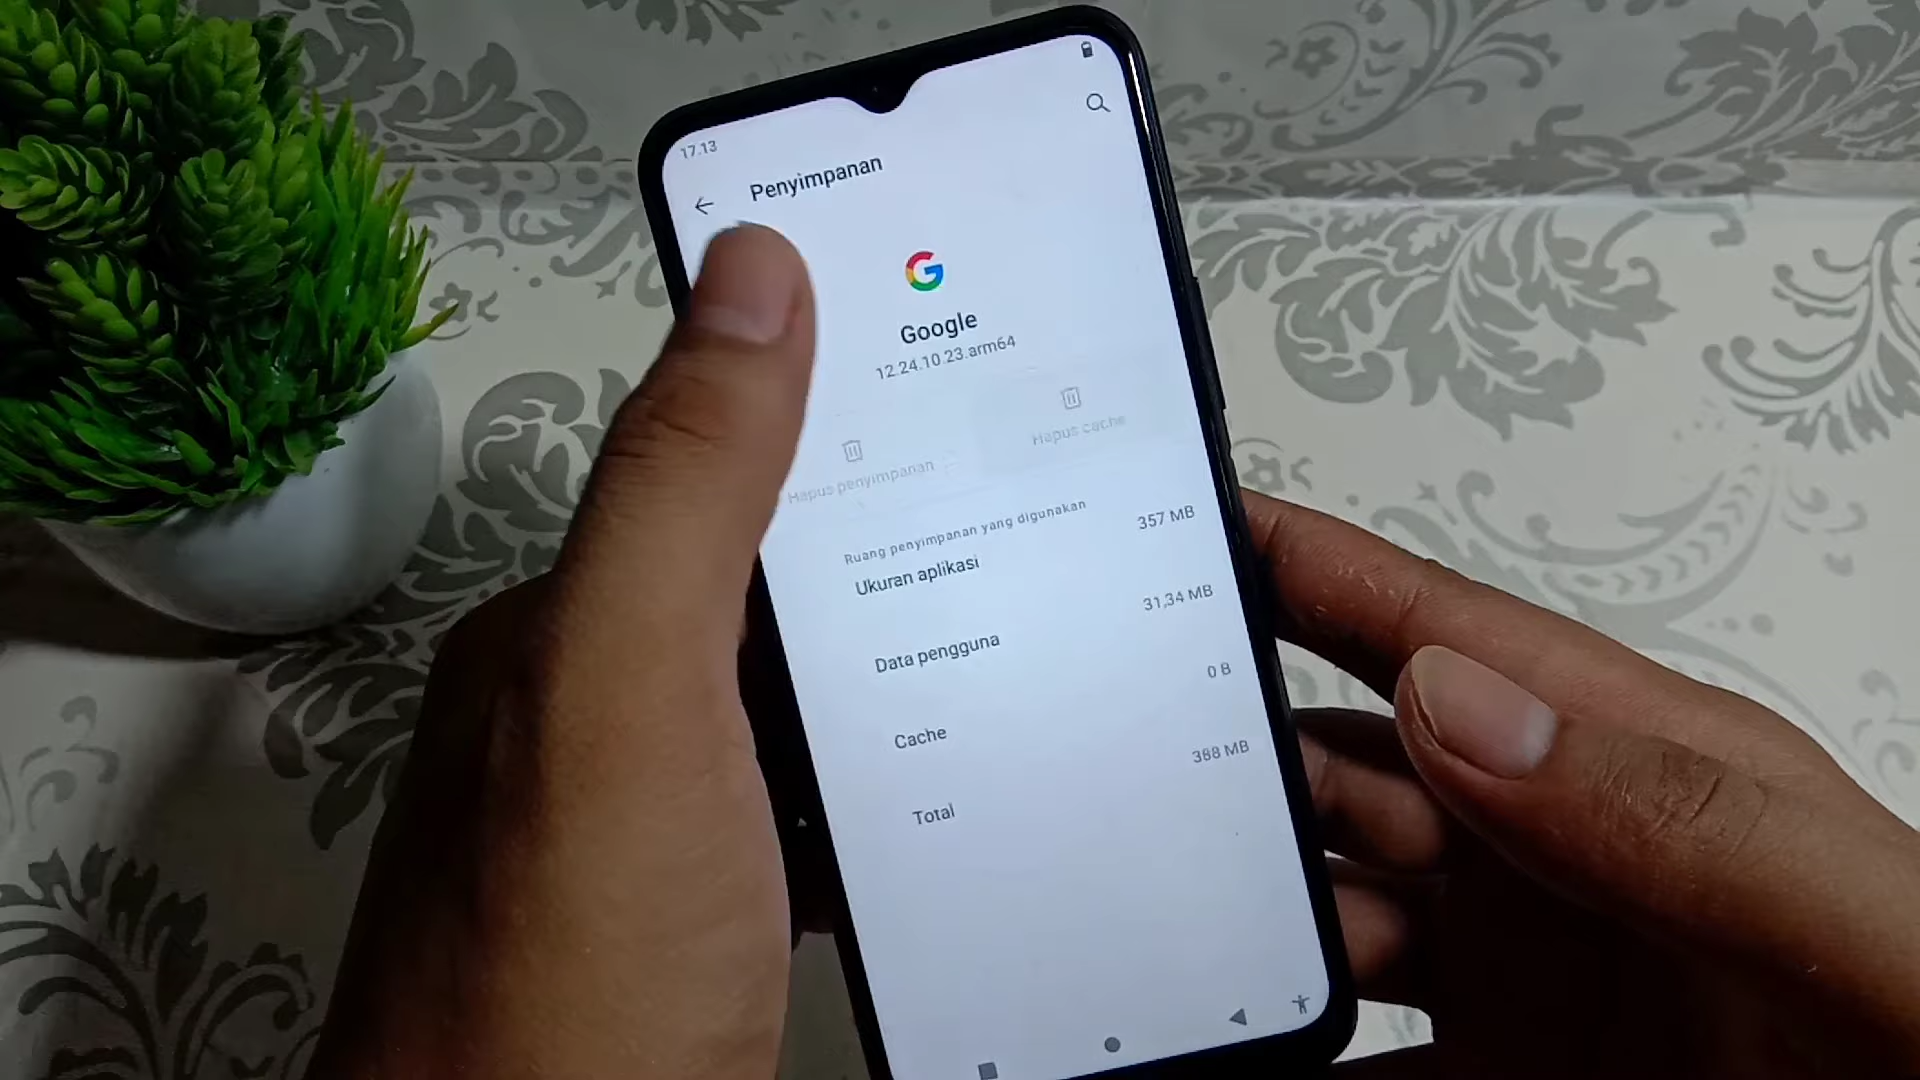 17.13
Penyimpanan
Google
12.24.10.23.arm64
Hapus penyimpanan
Hapus cache
Ruang penyimpanan yang digunakan
Ukuran aplikasi
357 MB
Data pengguna
31,34 MB
Cache
0 B
Total
388 MB